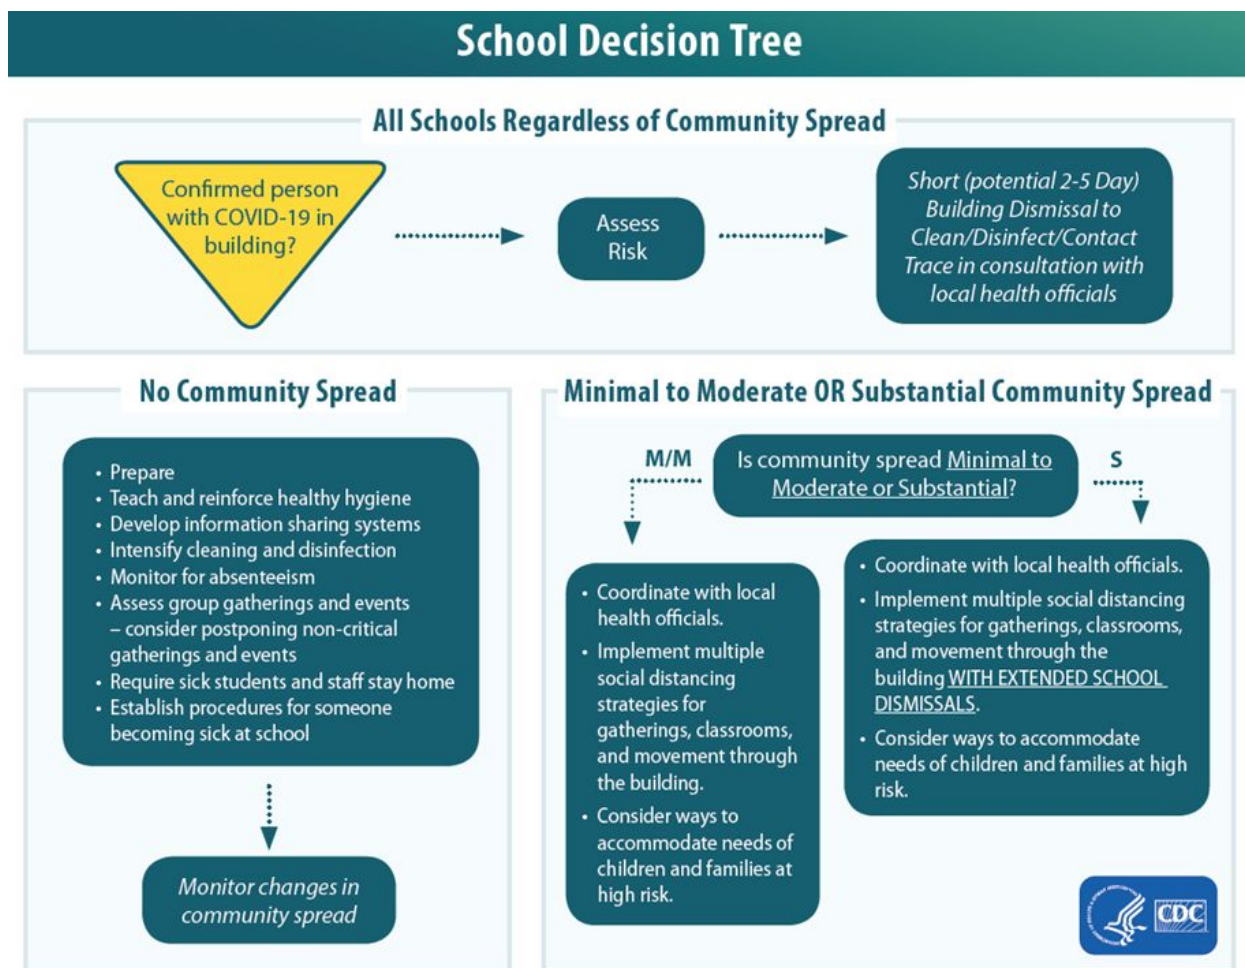 School Decision Tree
All Schools Regardless of Community Spread
Confirmed person
with COVID-19 in
building?
Assess
Risk
Short (potential 2-5 Day)
Building Dismissal to
Clean/Disinfect/Contact
Trace in consultation with
local health officials
No Community Spread
• Prepare
• Teach and reinforce healthy hygiene
• Develop information sharing systems
• Intensify cleaning and disinfection
• Monitor for absenteeism
• Assess group gatherings and events
– consider postponing non-critical
gatherings and events
• Require sick students and staff stay home
• Establish procedures for someone
becoming sick at school
Monitor changes in
community spread
Minimal to Moderate OR Substantial Community Spread
Is community spread Minimal to
Moderate or Substantial?
M/M
• Coordinate with local
health officials.
• Implement multiple
social distancing
strategies for
gatherings, classrooms,
and movement through
the building.
• Consider ways to
accommodate needs of
children and families at
high risk.
S
• Coordinate with local health officials.
• Implement multiple social distancing
strategies for gatherings, classrooms,
and movement through the
building WITH EXTENDED SCHOOL
DISMISSALS.
• Consider ways to accommodate
needs of children and families at high
risk.
CDC